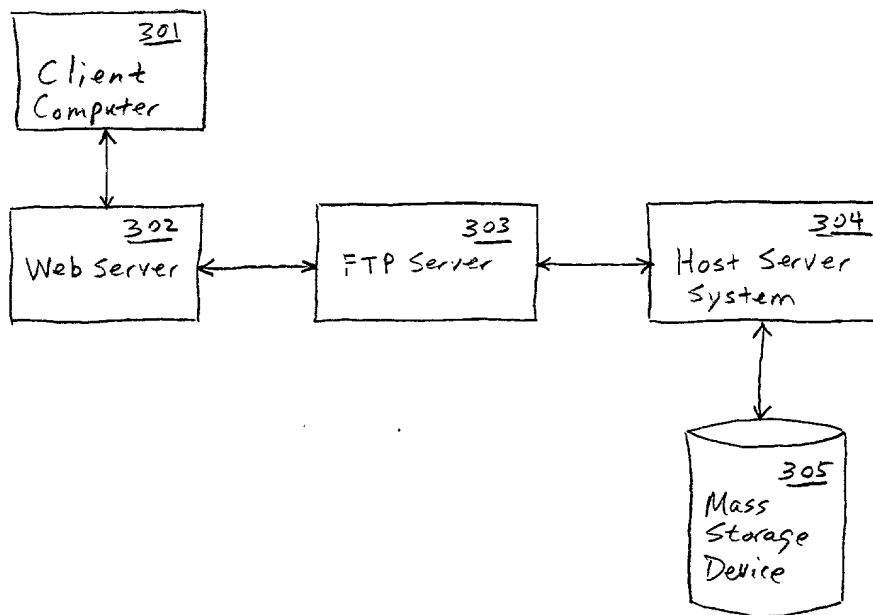 301
Client
Computer
302
Web Server
303
FTP Server
304
Host Server
System
305
Mass
Storage
Device